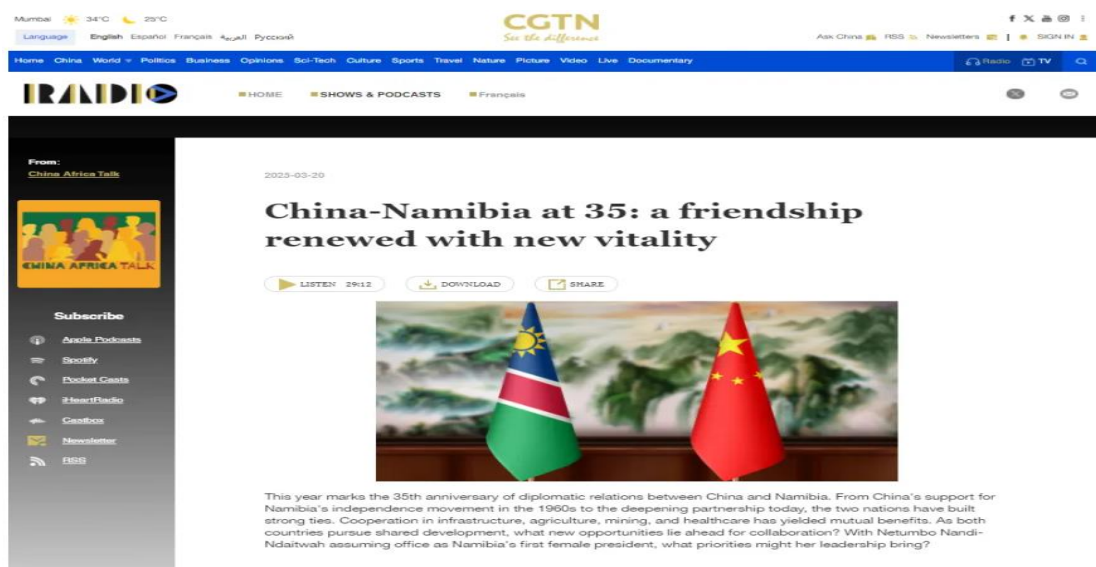 Mumbai 34°C 25°C
CGTN
See the difference
Language English Español Français العربية Русский
Ask China RSS Newsletters | SIGN IN
Home China World Politics Business Opinions Sci-Tech Culture Sports Travel Nature Picture Video Live Documentary Radio TV
RADIO HOME SHOWS & PODCASTS Français
From:
China Africa Talk
CHINA AFRICA TALK
Subscribe
Apple Podcasts
Spotify
Pocket Casts
iHeartRadio
Castbox
Newsletter
RSS
2025-03-20
China-Namibia at 35: a friendship
renewed with new vitality
LISTEN 29:12 DOWNLOAD SHARE
This year marks the 35th anniversary of diplomatic relations between China and Namibia. From China's support for
Namibia's independence movement in the 1960s to the deepening partnership today, the two nations have built
strong ties. Cooperation in infrastructure, agriculture, mining, and healthcare has yielded mutual benefits. As both
countries pursue shared development, what new opportunities lie ahead for collaboration? With Netumbo Nandi-
Ndaitwah assuming office as Namibia's first female president, what priorities might her leadership bring?